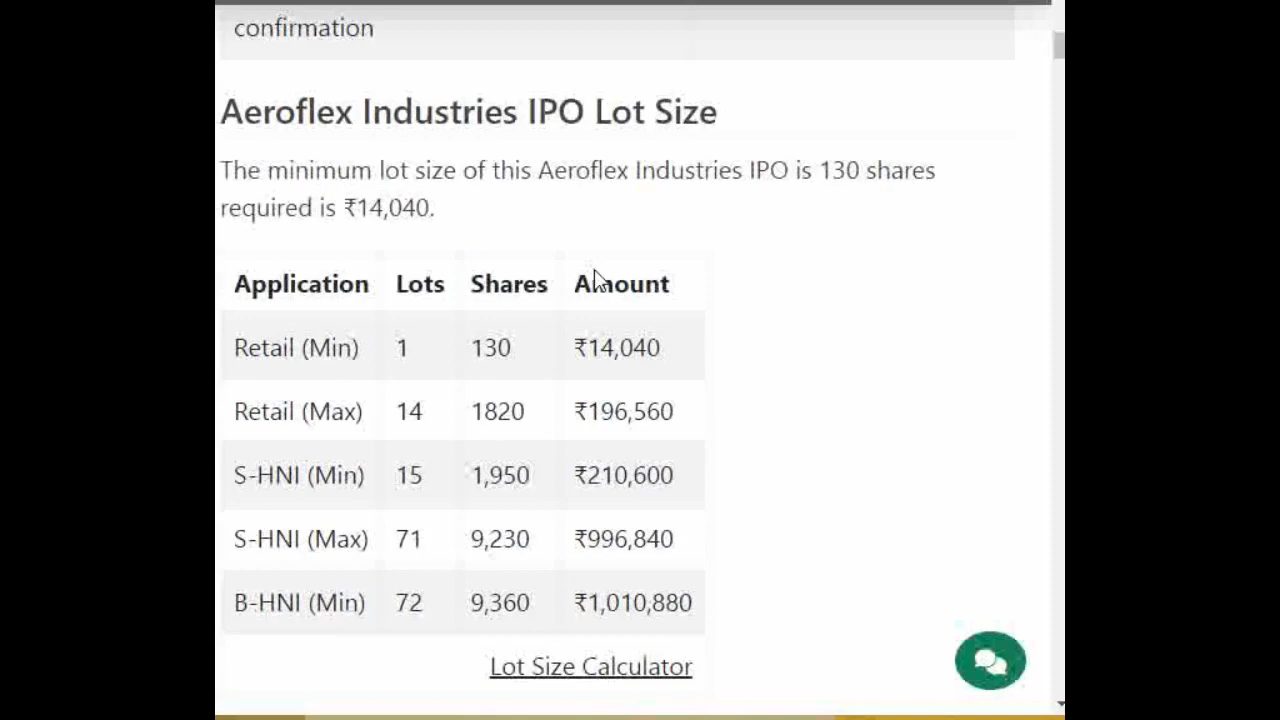 confirmation
Aeroflex Industries IPO Lot Size
The minimum lot size of this Aeroflex Industries IPO is 130 shares
required is ₹14,040.
Application Lots Shares Amount
Retail (Min) 1 130 ₹14,040
Retail (Max) 14 1820 ₹196,560
S-HNI (Min) 15 1,950 ₹210,600
S-HNI (Max) 71 9,230 ₹996,840
B-HNI (Min) 72 9,360 ₹1,010,880
Lot Size Calculator